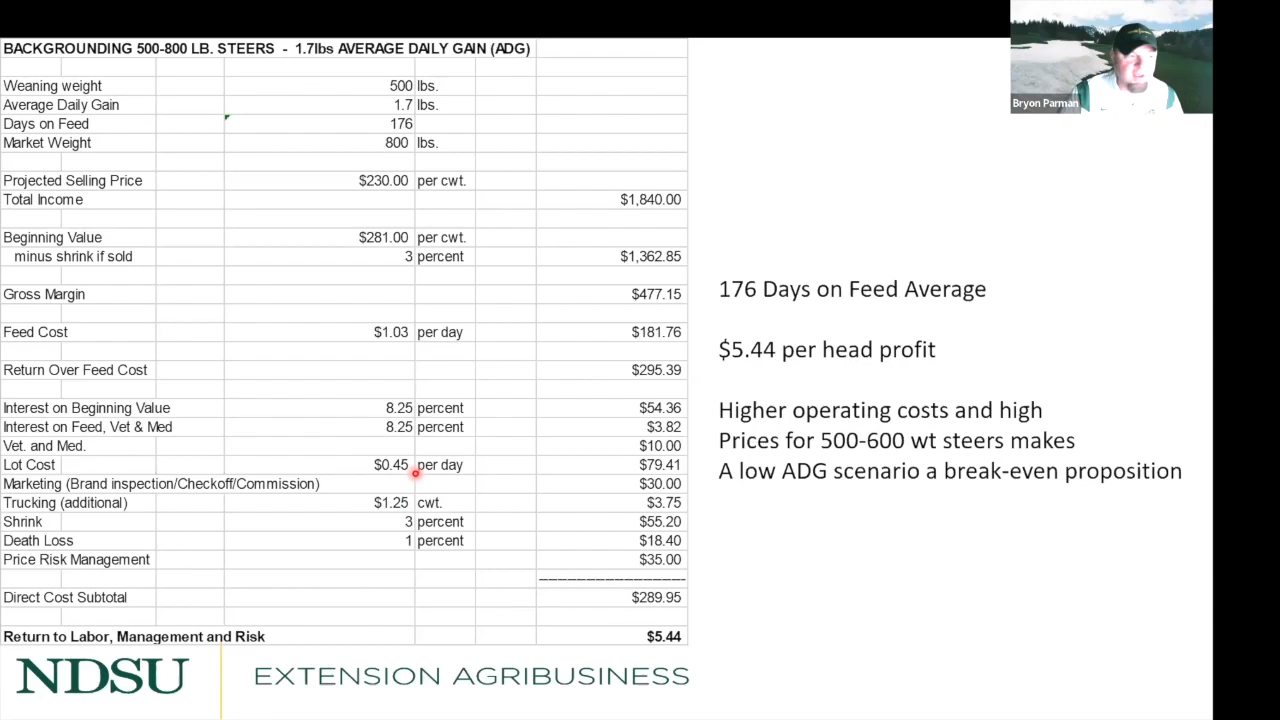 BACKGROUNDING 500-800 LB. STEERS - 1.7lbs AVERAGE DAILY GAIN (ADG)
Bryon Parman
Weaning weight 500 lbs.
Average Daily Gain 1.7 lbs.
Days on Feed 176
Market Weight 800 lbs.
Projected Selling Price $230.00 per cwt.
Total Income $1,840.00
Beginning Value $281.00 per cwt.
minus shrink if sold 3 percent $1,362.85
Gross Margin $477.15
Feed Cost $1.03 per day $181.76
Return Over Feed Cost $295.39
Interest on Beginning Value 8.25 percent $54.36
Interest on Feed, Vet & Med 8.25 percent $3.82
Vet. and Med. $10.00
Lot Cost $0.45 per day $79.41
Marketing (Brand inspection/Checkoff/Commission) $30.00
Trucking (additional) $1.25 cwt. $3.75
Shrink 3 percent $55.20
Death Loss 1 percent $18.40
Price Risk Management $35.00
Direct Cost Subtotal $289.95
Return to Labor, Management and Risk $5.44
176 Days on Feed Average
$5.44 per head profit
Higher operating costs and high
Prices for 500-600 wt steers makes
A low ADG scenario a break-even proposition
NDSU EXTENSION AGRIBUSINESS